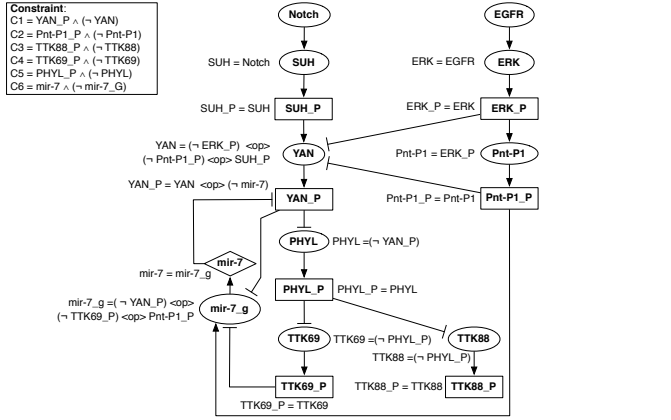 Constraint:
C1 = YAN_P ∧ (¬ YAN)
C2 = Pnt-P1_P ∧ (¬ Pnt-P1)
C3 = TTK88_P ∧ (¬ TTK88)
C4 = TTK69_P ∧ (¬ TTK69)
C5 = PHYL_P ∧ (¬ PHYL)
C6 = mir-7 ∧ (¬ mir-7_G)
Notch
EGFR
SUH = Notch
SUH
ERK = EGFR
ERK
SUH_P = SUH
SUH_P
ERK_P = ERK
ERK_P
YAN = (¬ ERK_P) <op>
(¬ Pnt-P1_P) <op> SUH_P
YAN
Pnt-P1 = ERK_P
Pnt-P1
YAN_P = YAN <op> (¬ mir-7)
YAN_P
Pnt-P1_P = Pnt-P1
Pnt-P1_P
PHYL
PHYL =(¬ YAN_P)
mir-7
mir-7 = mir-7_g
PHYL_P
PHYL_P = PHYL
mir-7_g =( ¬ YAN_P) <op>
(¬ TTK69_P) <op> Pnt-P1_P
mir-7_g
TTK69
TTK69 =(¬ PHYL_P)
TTK88
TTK88 =(¬ PHYL_P)
TTK69_P
TTK88_P = TTK88
TTK88_P
TTK69_P = TTK69